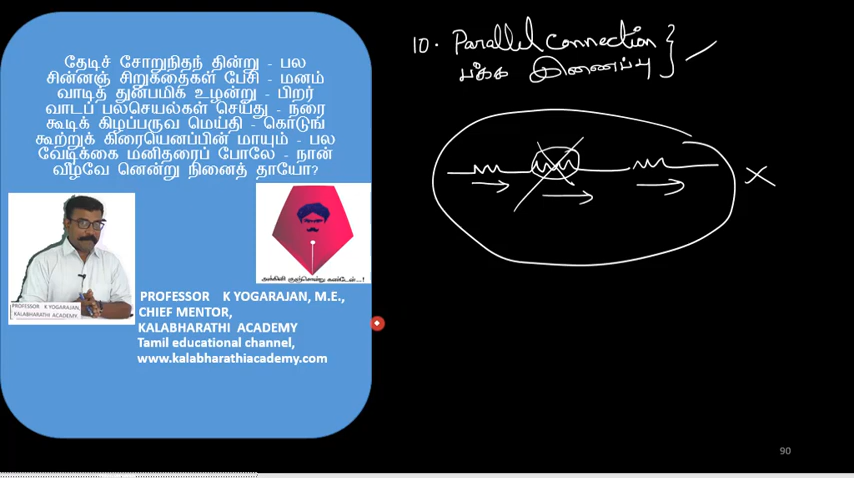 தேடிச் சோறுநிதந் தின்று - பல
சின்னஞ் சிறுகதைகள் பேசி - மனம்
வாடித் துன்பமிக உழன்று - பிறர்
வாடப் பலசெயல்கள் செய்து - நரை
கூடிக் கிழப்பருவ மெய்தி - கொடுங்
கூற்றுக் கிரையெனப்பின் மாயும் - பல
வேடிக்கை மனிதரைப் போலே - நான்
வீழ்வே னென்று நினைத் தாயோ?
PROFESSOR K YOGARAJAN,
KALABHARATHI ACADEMY
அக்கினி குஞ்சொன்று கண்டேன்..!
PROFESSOR K YOGARAJAN, M.E.,
CHIEF MENTOR,
KALABHARATHI ACADEMY
Tamil educational channel,
www.kalabharathiacademy.com
10. Parallel Connection
பக்க இணைப்பு
90